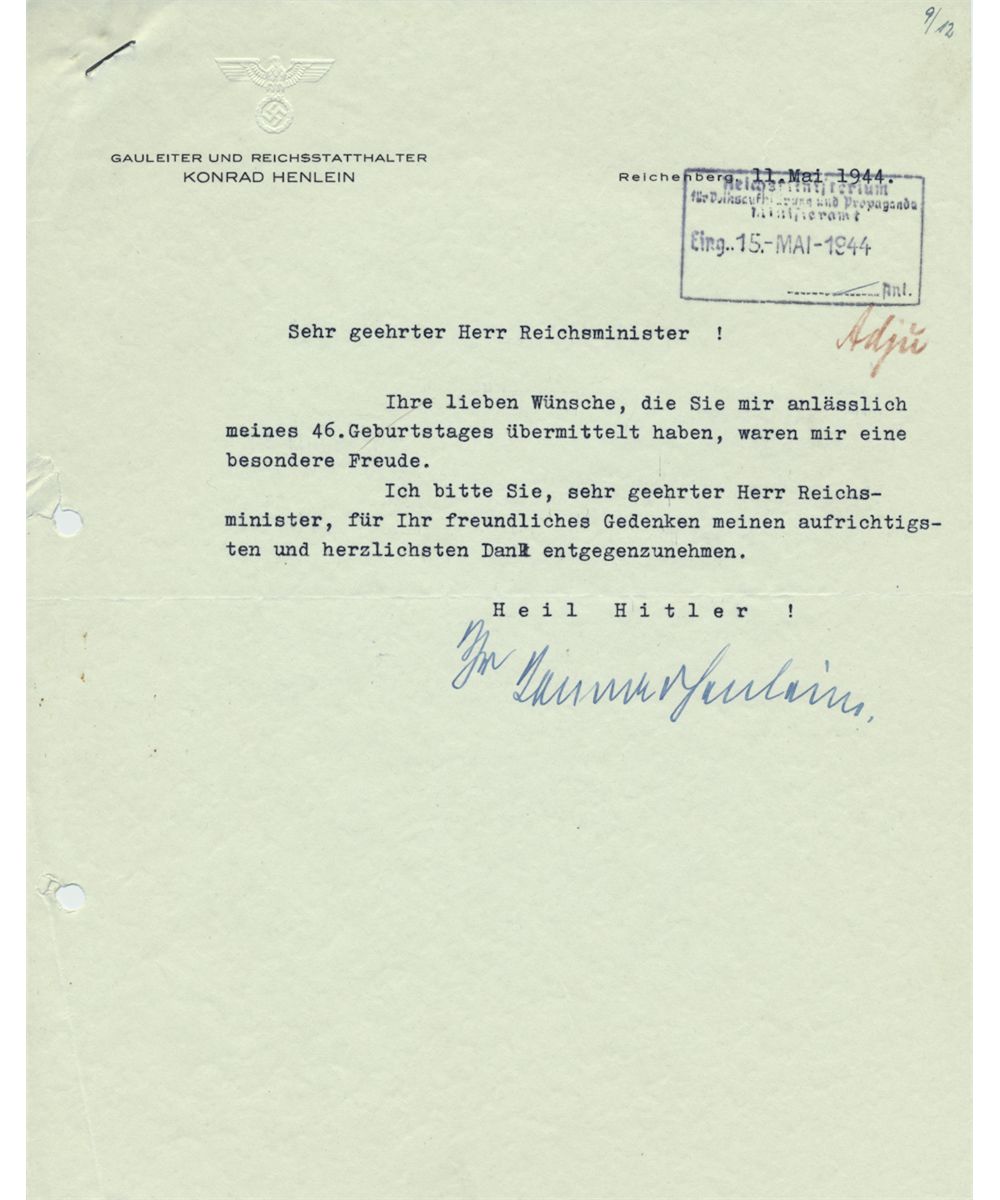 9/12
GAULEITER UND REICHSSTATTHALTER
KONRAD HENLEIN
Reichenberg, 11.Mai 1944.
Reichsministerium
für Volksaufklärung und Propaganda
Ministeramt
Eing. 15.-MAI-1944
Anl.
Sehr geehrter Herr Reichsminister !
Adju
Ihre lieben Wünsche, die Sie mir anlässlich
meines 46.Geburtstages übermittelt haben, waren mir eine
besondere Freude.
Ich bitte Sie, sehr geehrter Herr Reichs-
minister, für Ihr freundliches Gedenken meinen aufrichtigs-
ten und herzlichsten Dank entgegenzunehmen.
Heil Hitler !
Ihr Konrad Henlein.